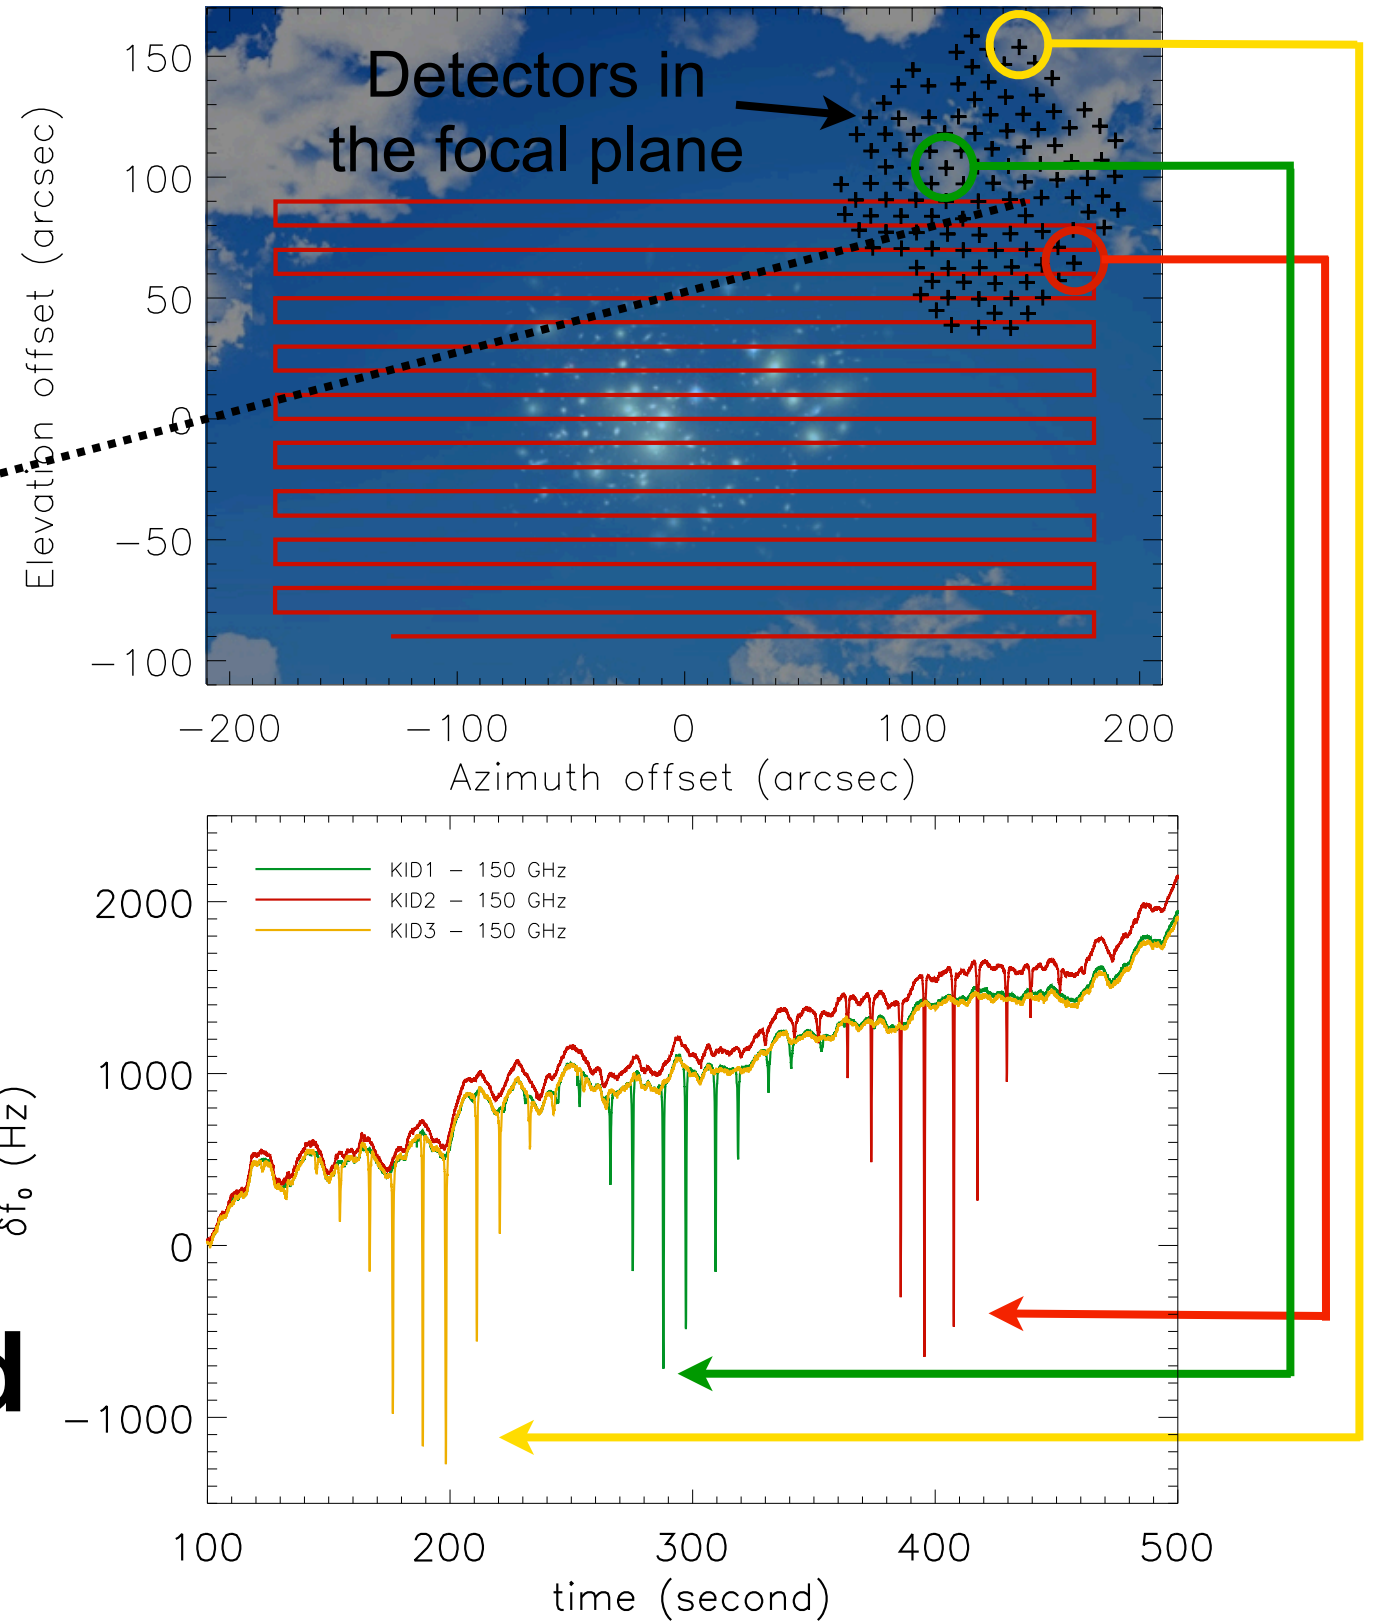 Detectors in
the focal plane
Elevation offset (arcsec)
150
100
50
0
−50
−100
−200
−100
0
100
200
Azimuth offset (arcsec)
KID1 − 150 GHz
KID2 − 150 GHz
KID3 − 150 GHz
δf₀ (Hz)
2000
1000
0
−1000
d
100
200
300
400
500
time (second)